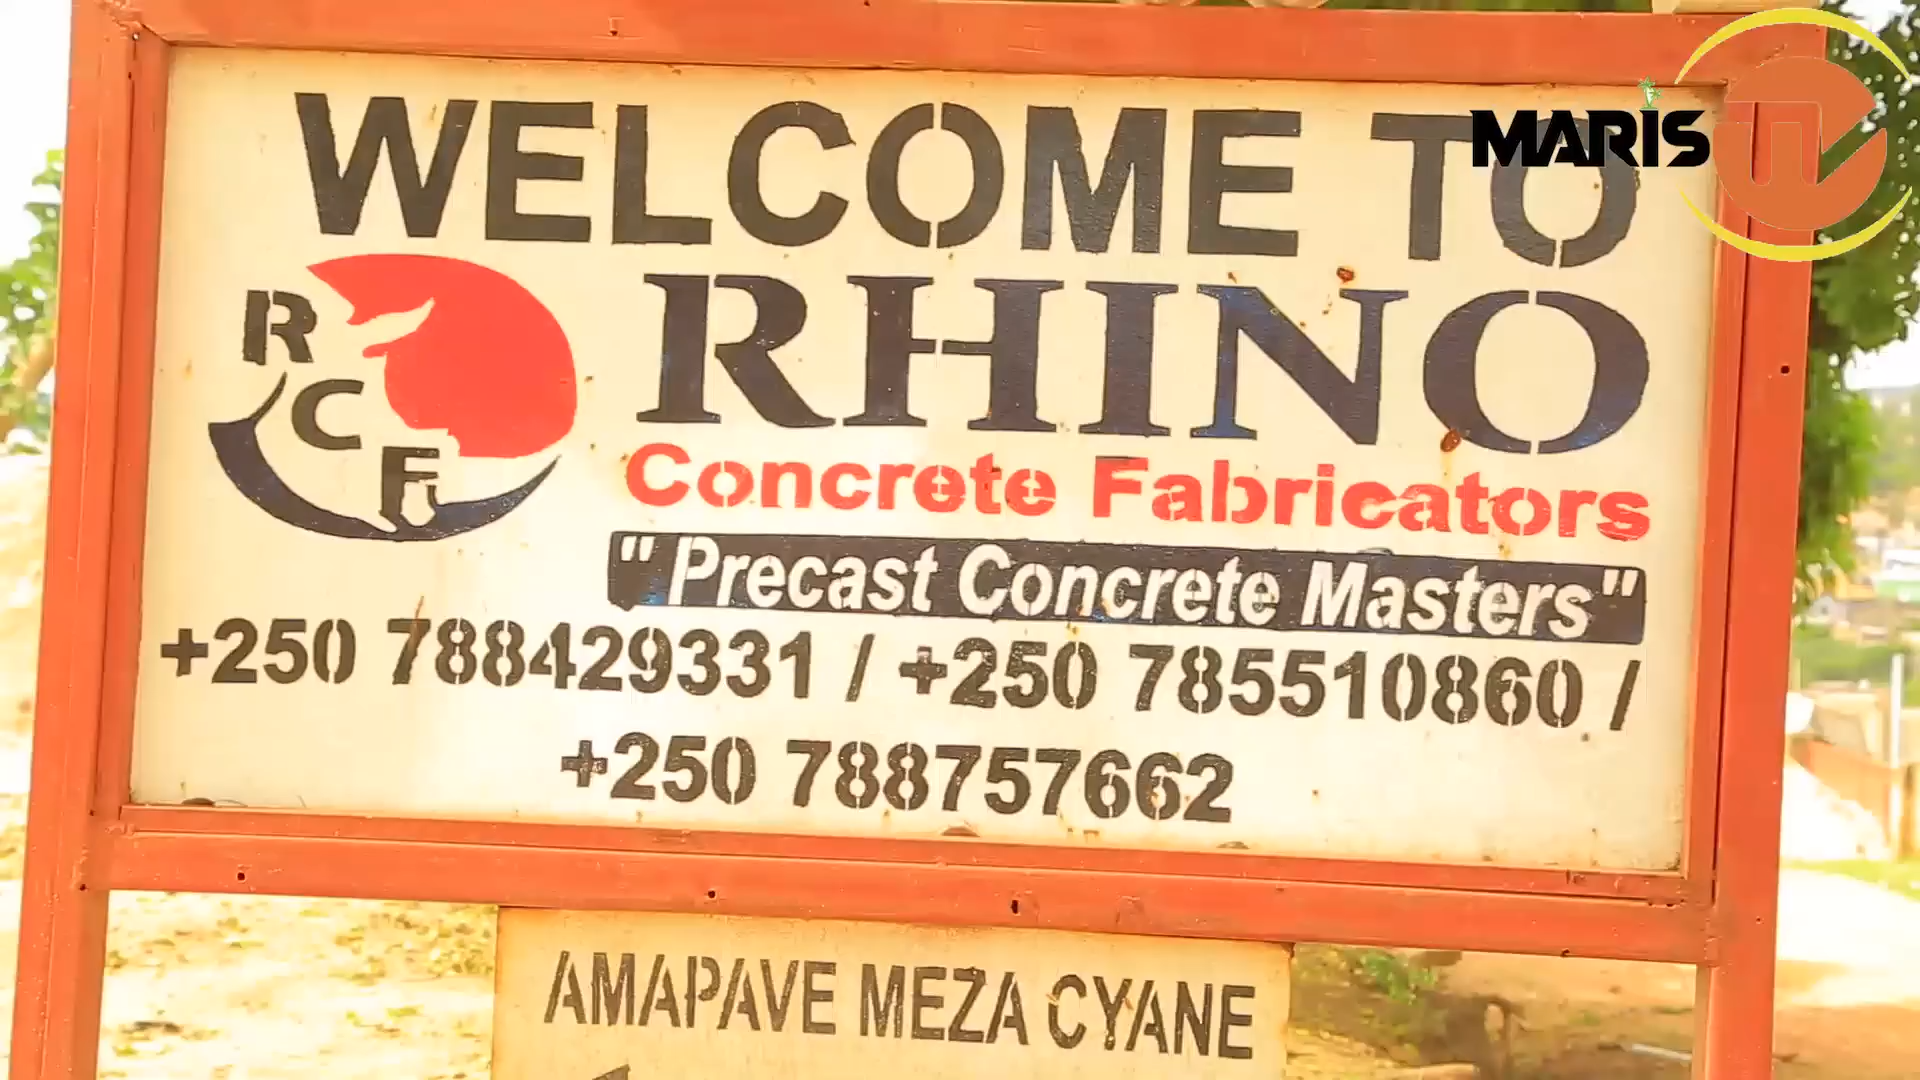 WELCOME TO
MARIS TV
RCF
RHINO
Concrete Fabricators
" Precast Concrete Masters"
+250 788429331 / +250 785510860 /
+250 788757662
AMAPAVE MEZA CYANE